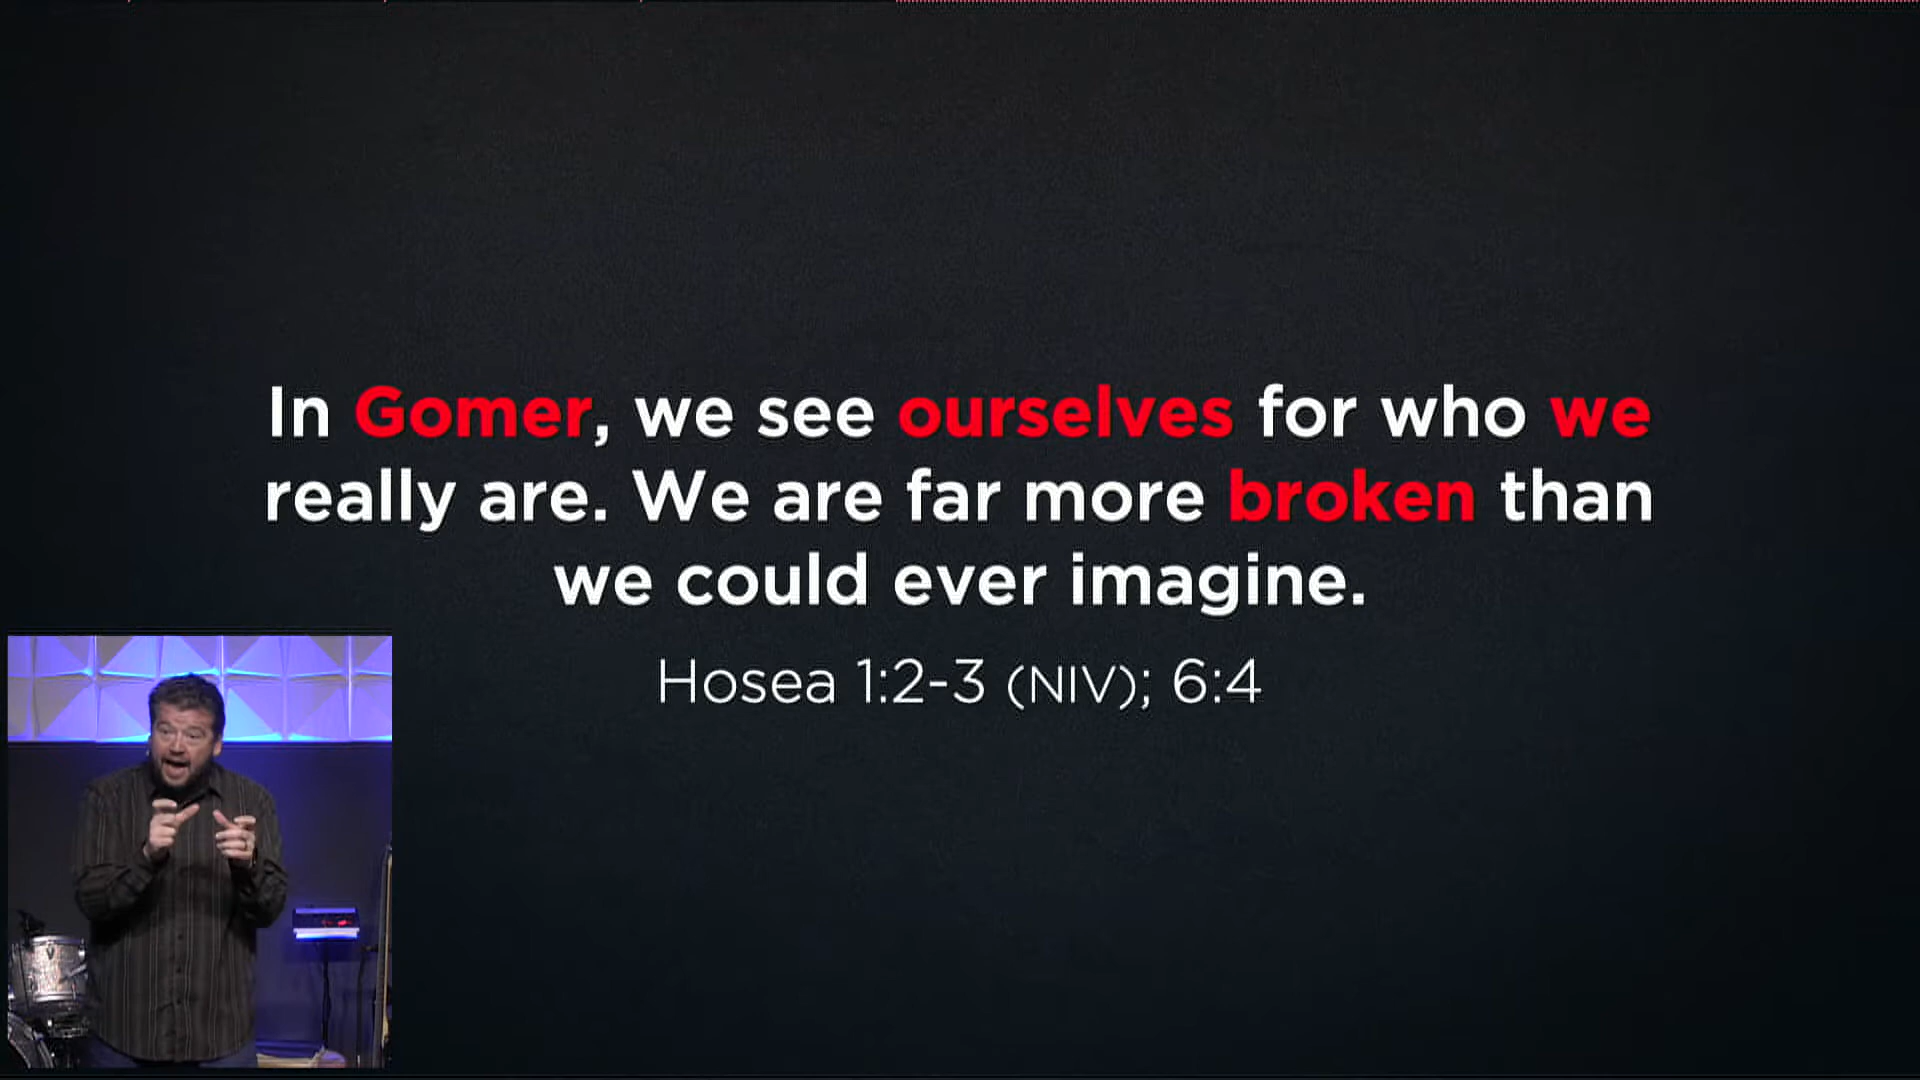 In Gomer, we see ourselves for who we
really are. We are far more broken than
we could ever imagine.
Hosea 1:2-3 (NIV); 6:4